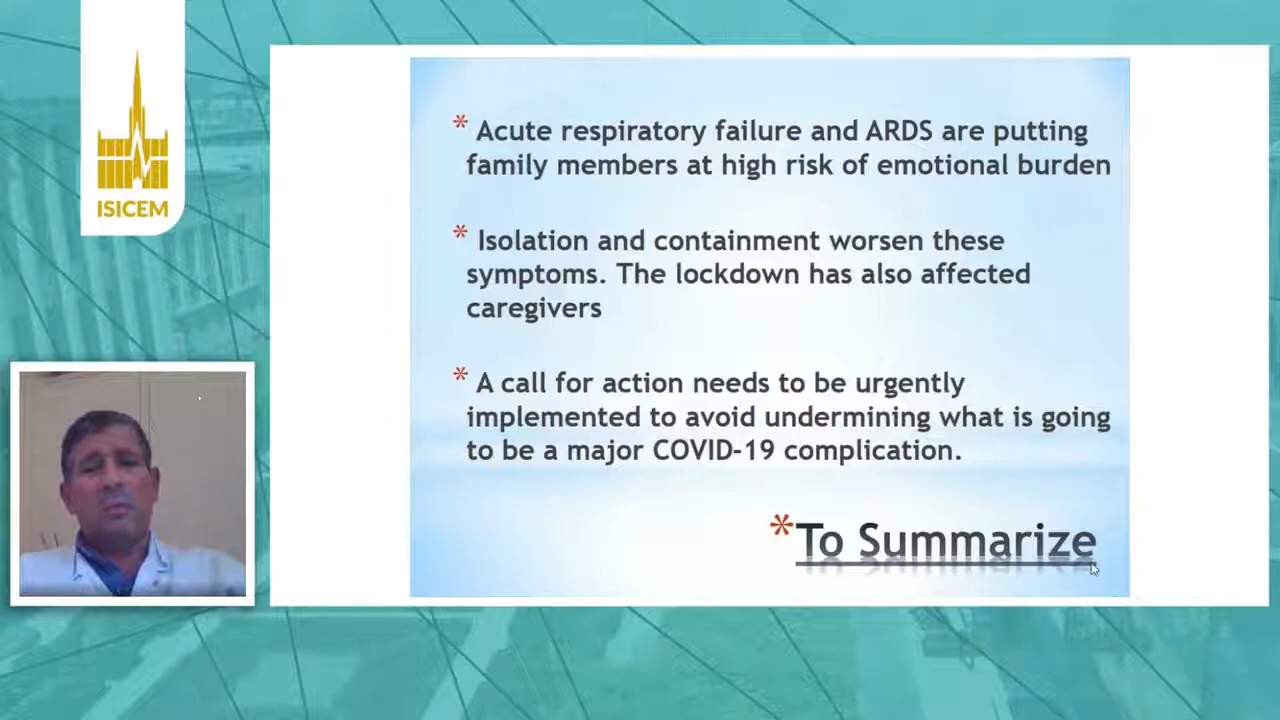 ISICEM
* Acute respiratory failure and ARDS are putting
family members at high risk of emotional burden
* Isolation and containment worsen these
symptoms. The lockdown has also affected
caregivers
* A call for action needs to be urgently
implemented to avoid undermining what is going
to be a major COVID-19 complication.
*To Summarize